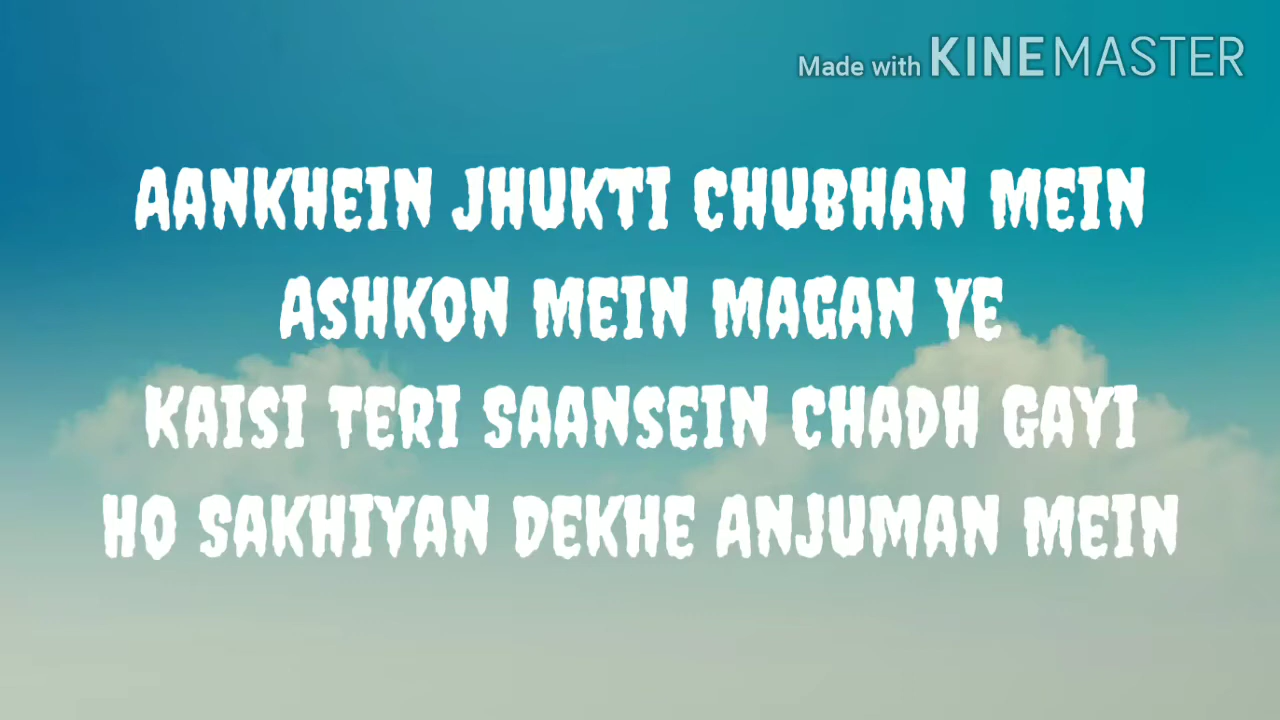 Made with KINEMASTER
AANKHEIN JHUKTI CHUBHAN MEIN
ASHKON MEIN MAGAN YE
KAISI TERI SAANSEIN CHADH GAYI
HO SAKHIYAN DEKHE ANJUMAN MEIN